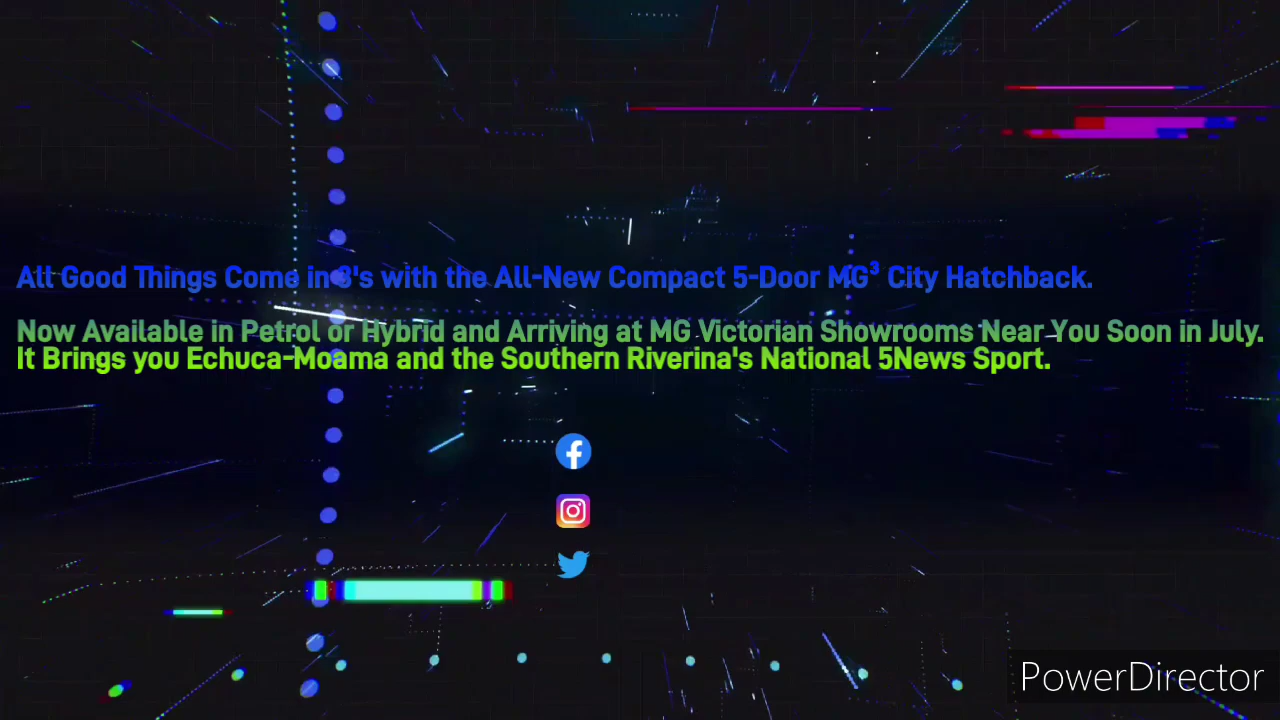 All Good Things Come in 3's with the All-New Compact 5-Door MG³ City Hatchback.
Now Available in Petrol or Hybrid and Arriving at MG Victorian Showrooms Near You Soon in July.
It Brings you Echuca-Moama and the Southern Riverina's National 5News Sport.
PowerDirector